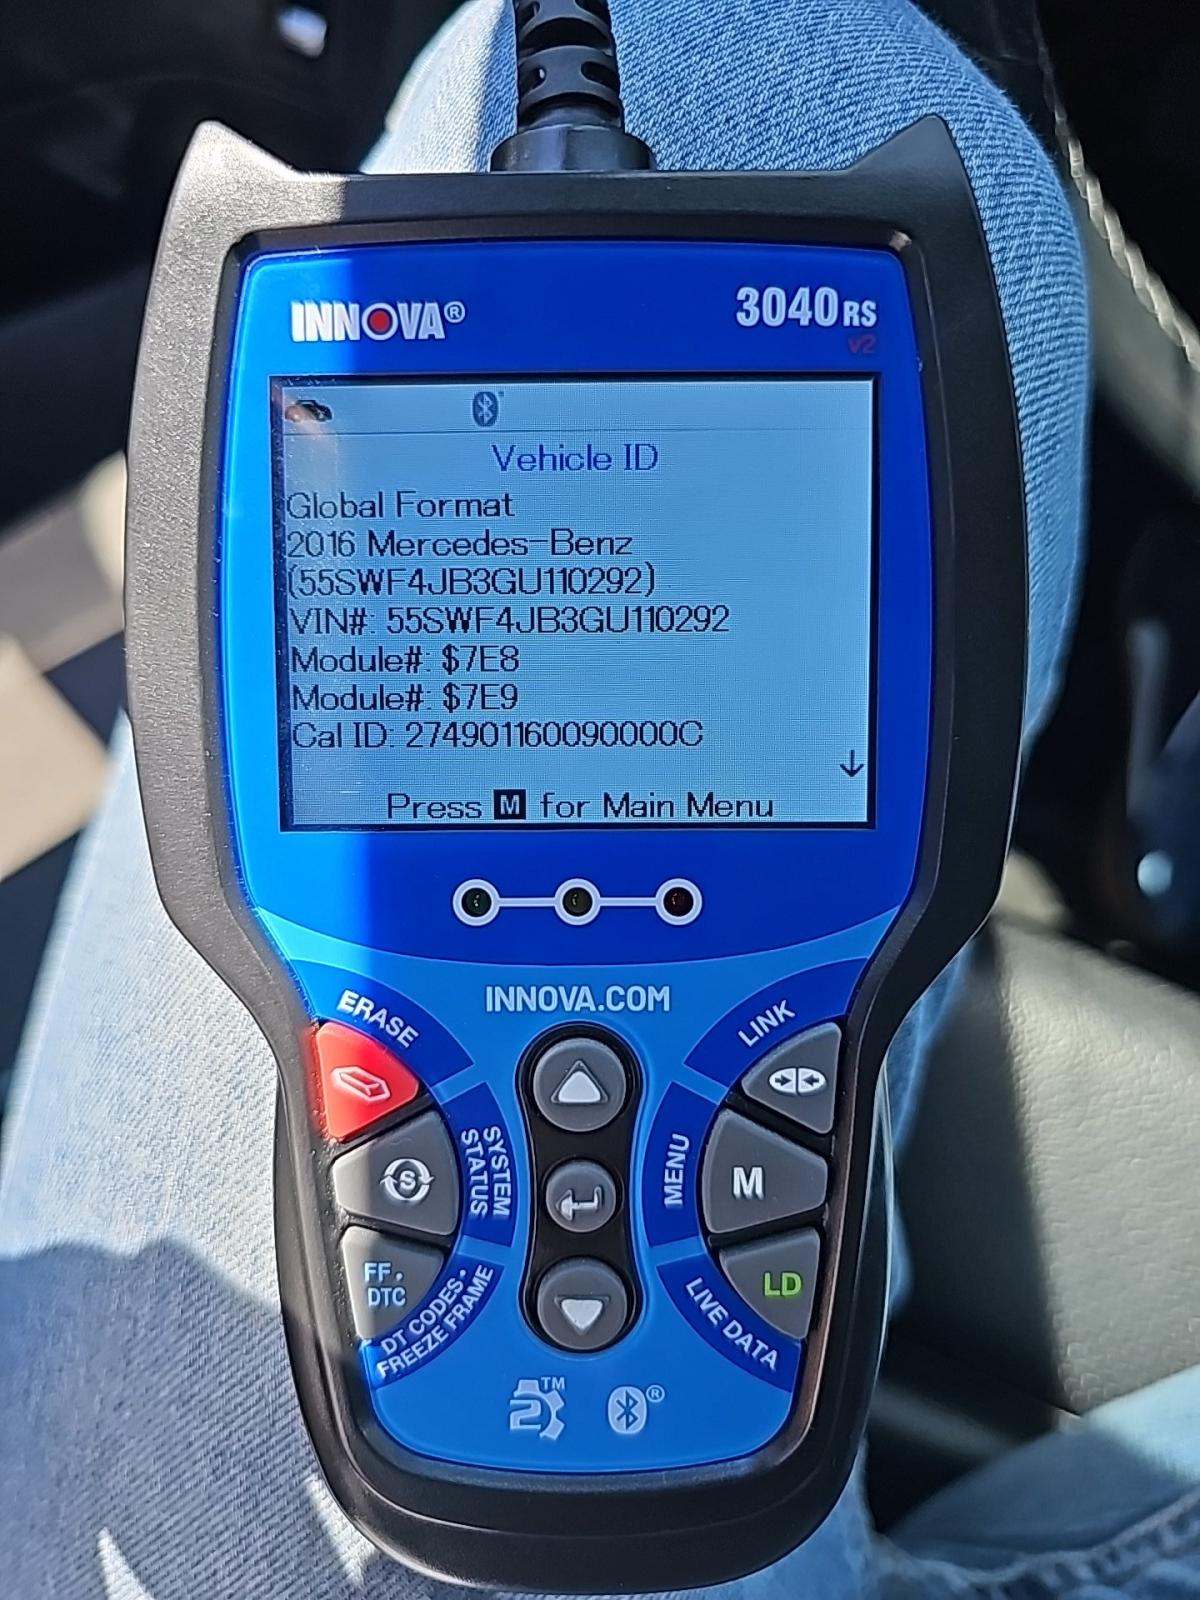 INNOVA®
3040RS
v2
Vehicle ID
Global Format
2016 Mercedes-Benz
(55SWF4JB3GU110292)
VIN#: 55SWF4JB3GU110292
Module#: $7E8
Module#: $7E9
Cal ID: 2749011600090000C
Press M for Main Menu
INNOVA.COM
ERASE
LINK
S
SYSTEM
STATUS
MENU
M
FF.
DTC
DT CODES•
FREEZE FRAME
LD
LIVE DATA
2™
®